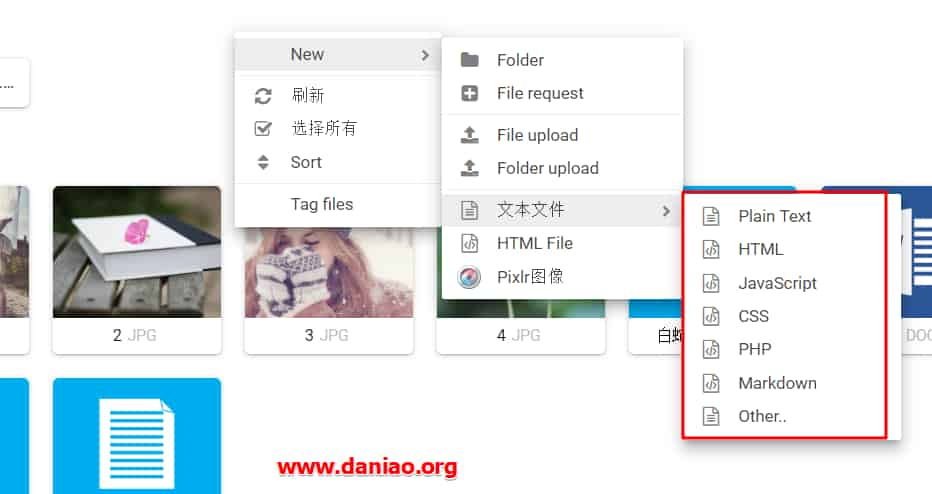 New
刷新
选择所有
Sort
Tag files
Folder
File request
File upload
Folder upload
文本文件
HTML File
Pixlr图像
Plain Text
HTML
JavaScript
CSS
PHP
Markdown
Other..
...
2 JPG
3 JPG
4 JPG
白
DOC
www.daniao.org